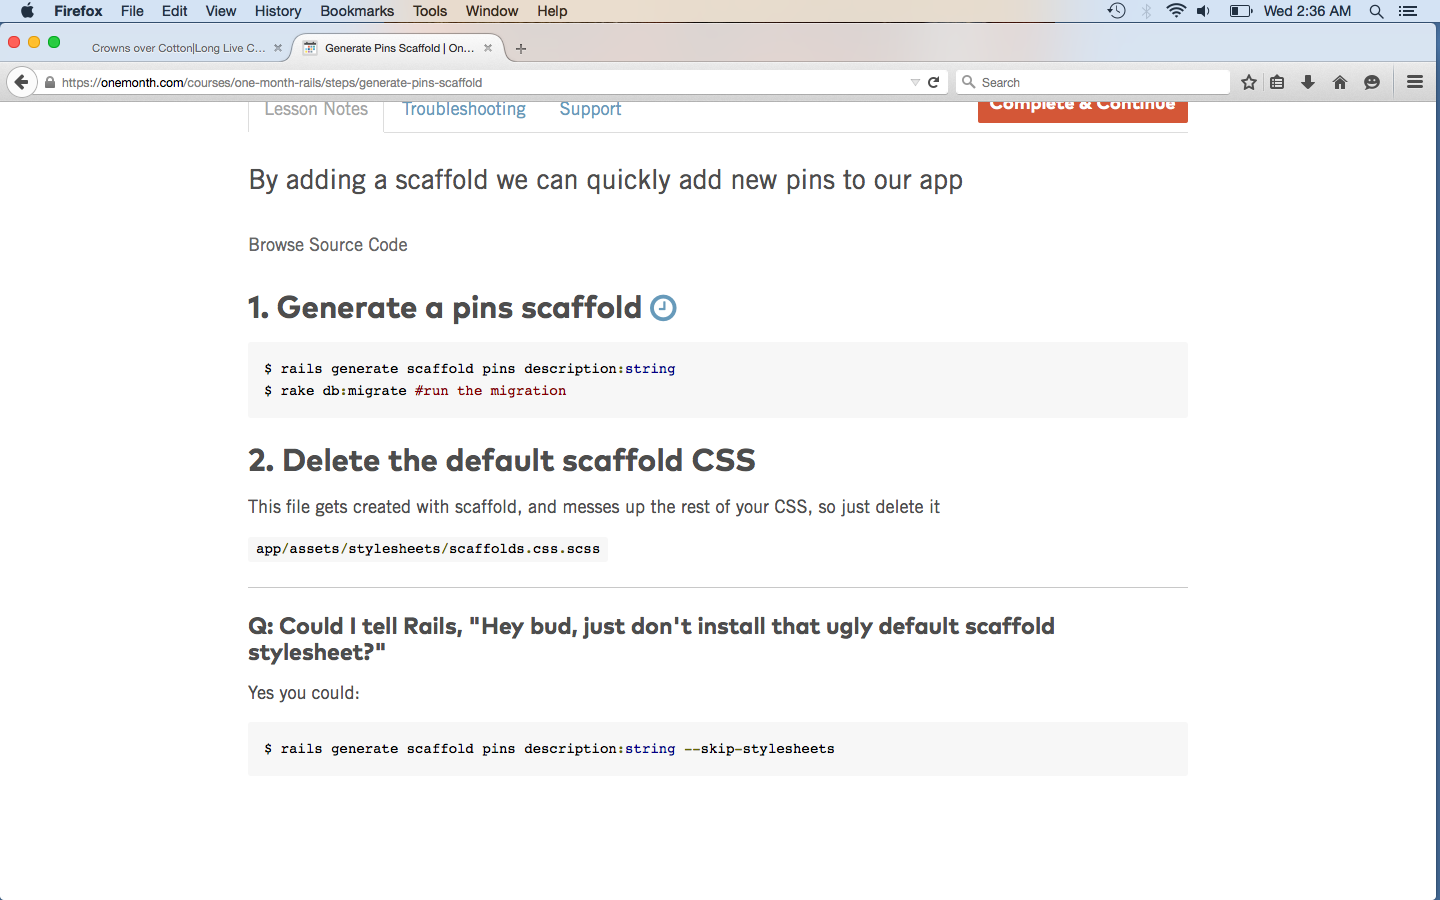 Firefox File Edit View History Bookmarks Tools Window Help Wed 2:36 AM
Crowns over Cotton|Long Live C... Generate Pins Scaffold | On...
https://onemonth.com/courses/one-month-rails/steps/generate-pins-scaffold Search
Lesson Notes Troubleshooting Support Complete & Continue
By adding a scaffold we can quickly add new pins to our app
Browse Source Code
1. Generate a pins scaffold
$ rails generate scaffold pins description:string
$ rake db:migrate #run the migration
2. Delete the default scaffold CSS
This file gets created with scaffold, and messes up the rest of your CSS, so just delete it
app/assets/stylesheets/scaffolds.css.scss
Q: Could I tell Rails, "Hey bud, just don't install that ugly default scaffold
stylesheet?"
Yes you could:
$ rails generate scaffold pins description:string --skip-stylesheets